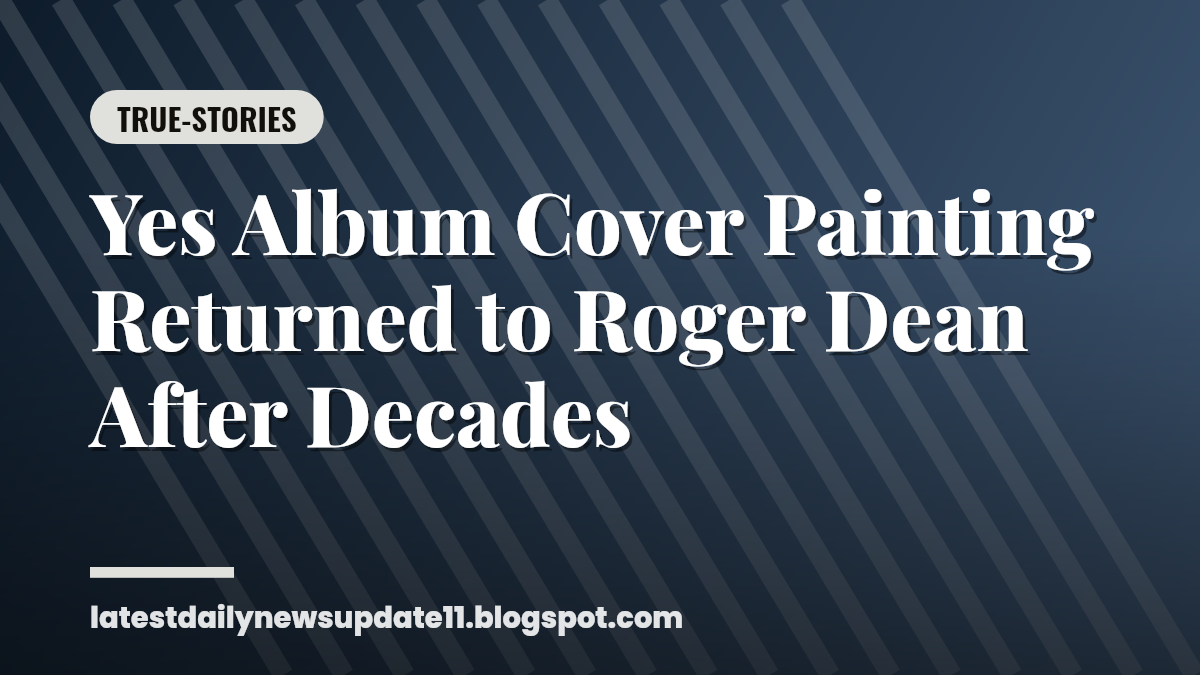 TRUE-STORIES
Yes Album Cover Painting
Returned to Roger Dean
After Decades
latestdailynewsupdate11.blogspot.com